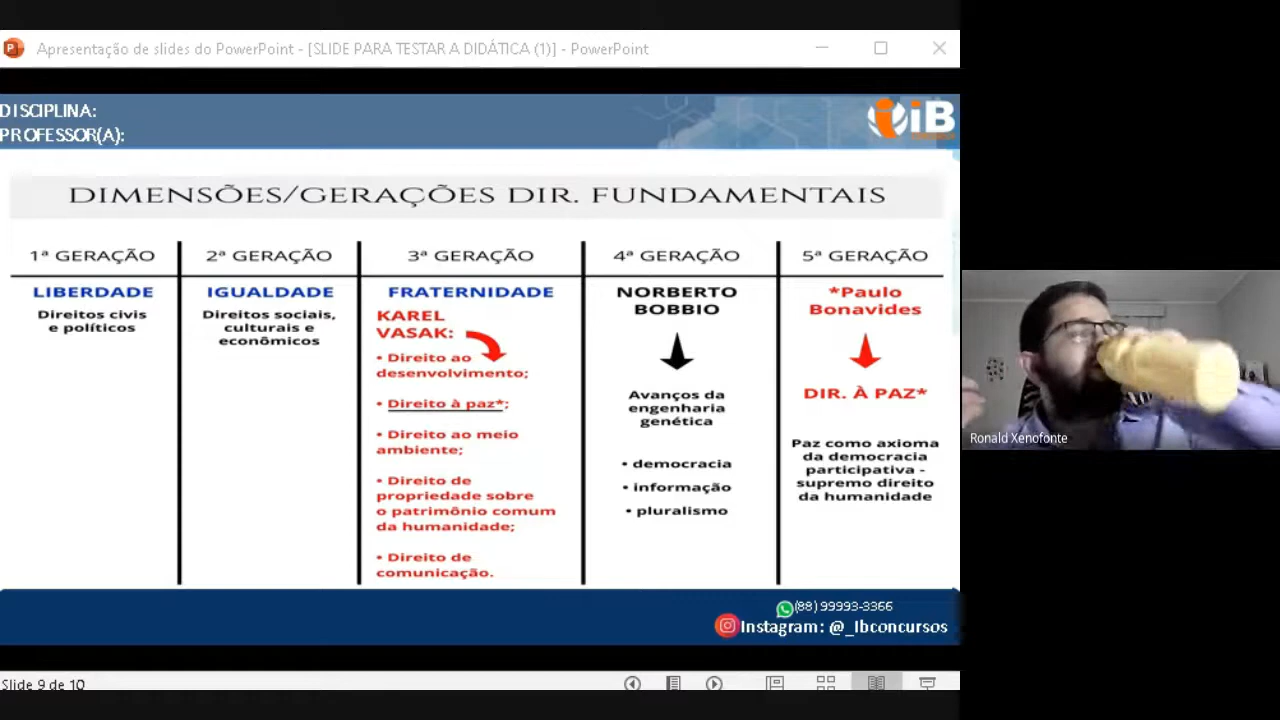 Apresentação de slides do PowerPoint - [SLIDE PARA TESTAR A DIDÁTICA (1)] - PowerPoint
DISCIPLINA:
PROFESSOR(A):
iB
DIMENSÕES/GERAÇÕES DIR. FUNDAMENTAIS
1ª GERAÇÃO
LIBERDADE
Direitos civis
e políticos
2ª GERAÇÃO
IGUALDADE
Direitos sociais,
culturais e
econômicos
3ª GERAÇÃO
FRATERNIDADE
KAREL
VASAK:
• Direito ao
desenvolvimento;
• Direito à paz*;
• Direito ao meio
ambiente;
• Direito de
propriedade sobre
o patrimônio comum
da humanidade;
• Direito de
comunicação.
4ª GERAÇÃO
NORBERTO
BOBBIO
Avanços da
engenharia
genética
• democracia
• informação
• pluralismo
5ª GERAÇÃO
*Paulo
Bonavides
DIR. À PAZ*
Paz como axioma
da democracia
participativa -
supremo direito
da humanidade
Ronald Xenofonte
(88) 99993-3366
Instagram: @_Ibconcursos
Slide 9 de 10